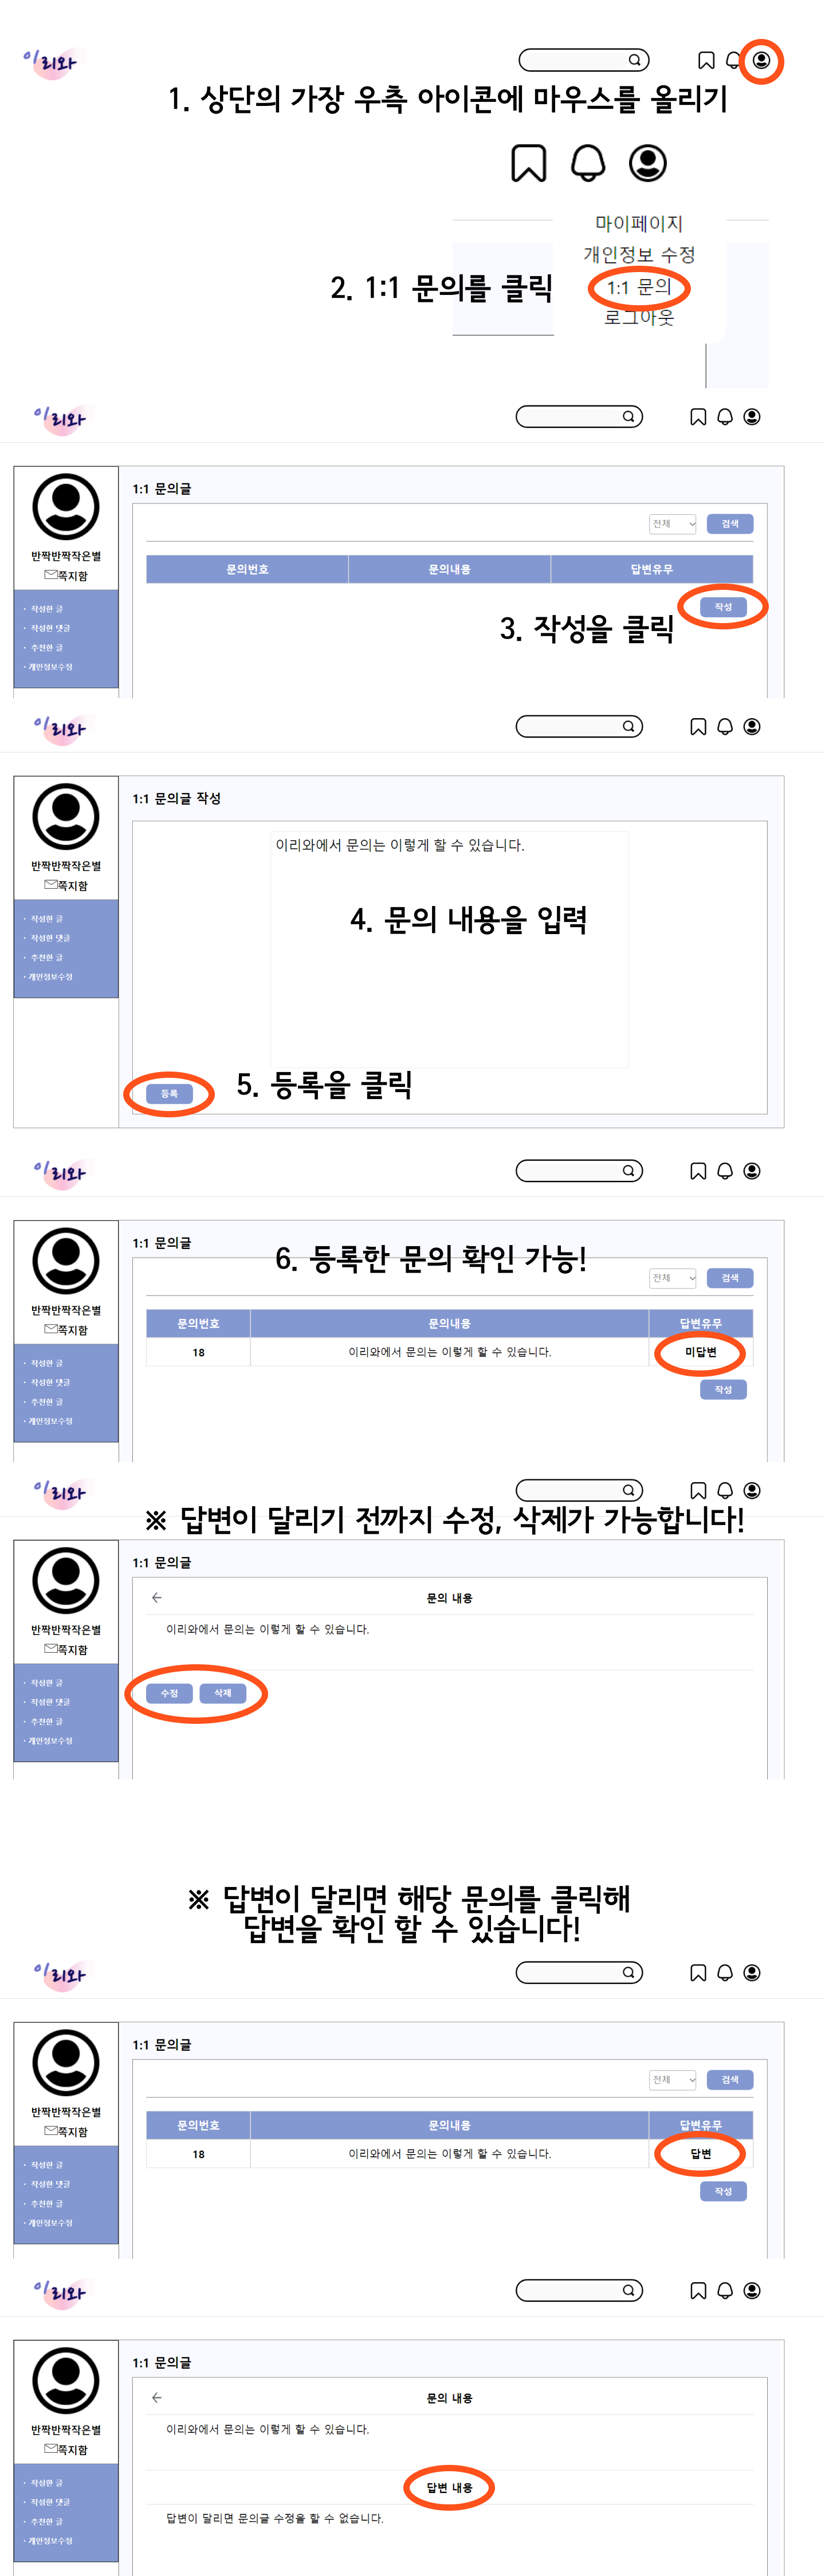 이리와
1. 상단의 가장 우측 아이콘에 마우스를 올리기
마이페이지
개인정보 수정
2. 1:1 문의를 클릭
1:1 문의
로그아웃
이리와
1:1 문의글
전체 검색
반짝반짝작은별
쪽지함
문의번호 문의내용 답변유무
· 작성한 글
· 작성한 댓글
· 추천한 글
· 개인정보수정
작성
3. 작성을 클릭
이리와
1:1 문의글 작성
이리와에서 문의는 이렇게 할 수 있습니다.
반짝반짝작은별
쪽지함
· 작성한 글
· 작성한 댓글
· 추천한 글
· 개인정보수정
4. 문의 내용을 입력
5. 등록을 클릭
등록
이리와
1:1 문의글
6. 등록한 문의 확인 가능!
전체 검색
반짝반짝작은별
쪽지함
문의번호 문의내용 답변유무
18 이리와에서 문의는 이렇게 할 수 있습니다. 미답변
· 작성한 글
· 작성한 댓글
· 추천한 글
· 개인정보수정
작성
이리와
※ 답변이 달리기 전까지 수정, 삭제가 가능합니다!
1:1 문의글
문의 내용
이리와에서 문의는 이렇게 할 수 있습니다.
반짝반짝작은별
쪽지함
· 작성한 글
· 작성한 댓글
· 추천한 글
· 개인정보수정
수정 삭제
※ 답변이 달리면 해당 문의를 클릭해
답변을 확인 할 수 있습니다!
이리와
1:1 문의글
전체 검색
반짝반짝작은별
쪽지함
문의번호 문의내용 답변유무
18 이리와에서 문의는 이렇게 할 수 있습니다. 답변
· 작성한 글
· 작성한 댓글
· 추천한 글
· 개인정보수정
작성
이리와
1:1 문의글
문의 내용
이리와에서 문의는 이렇게 할 수 있습니다.
반짝반짝작은별
쪽지함
· 작성한 글
· 작성한 댓글
· 추천한 글
· 개인정보수정
답변 내용
답변이 달리면 문의글 수정을 할 수 없습니다.